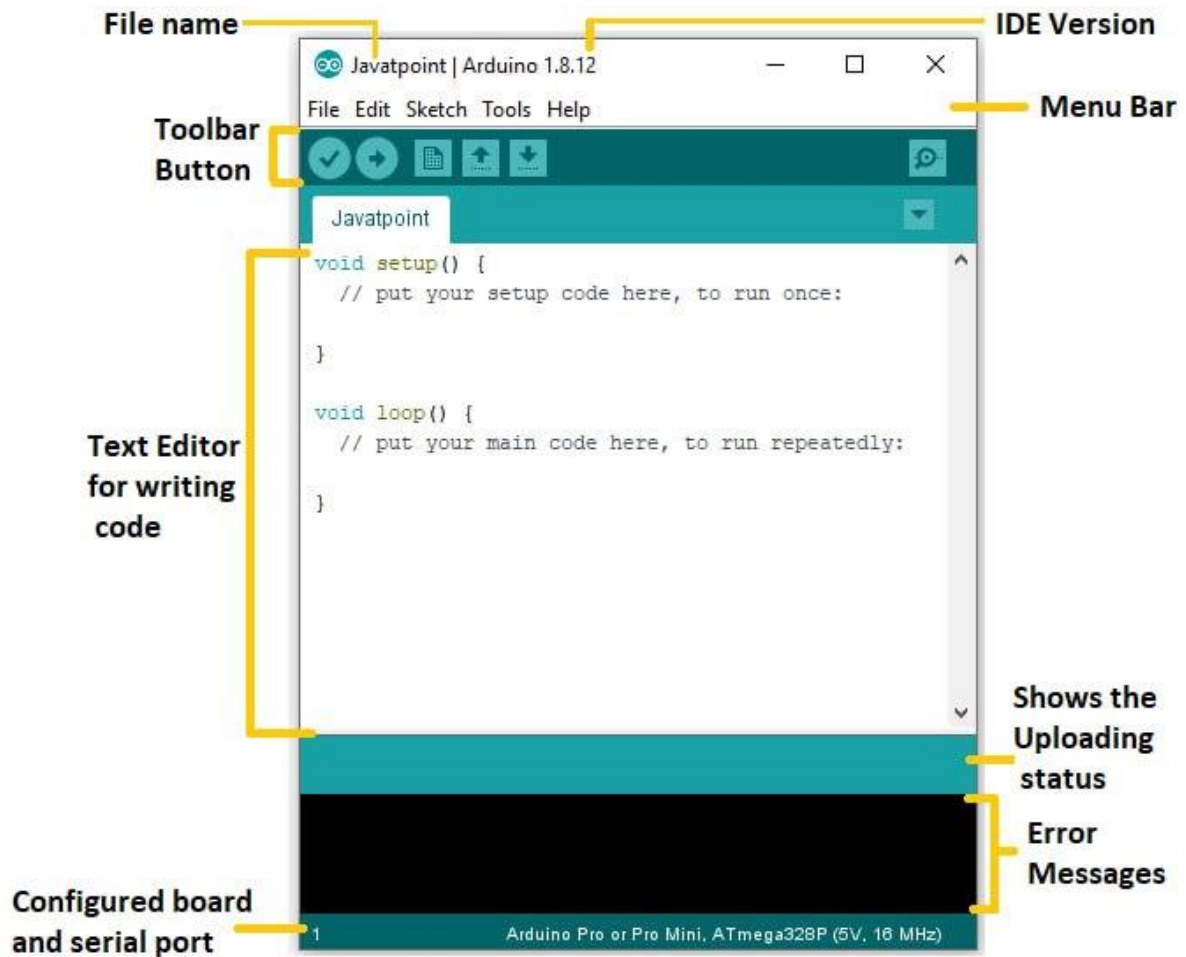 File name
IDE Version
Javatpoint | Arduino 1.8.12
File Edit Sketch Tools Help
Menu Bar
Toolbar
Button
Javatpoint
void setup() {
// put your setup code here, to run once:
}
void loop() {
// put your main code here, to run repeatedly:
}
Text Editor
for writing
code
Shows the
Uploading
status
Error
Messages
Configured board
and serial port
1
Arduino Pro or Pro Mini, ATmega328P (5V, 16 MHz)